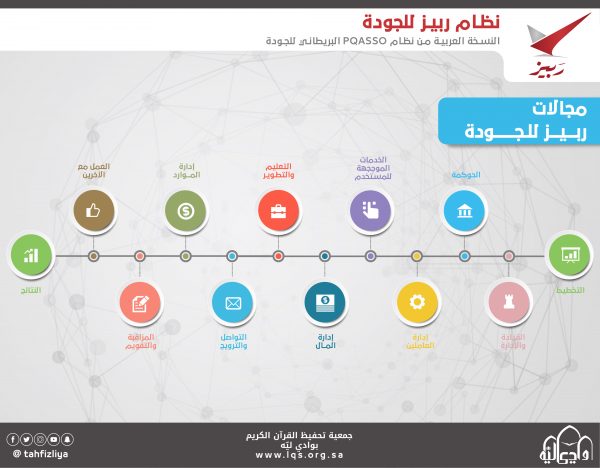 نظام ربيز للجودة
النسخة العربية من نظام PQASSO البريطاني للجودة
رَبيز
مجالات
ربيز للجودة
التخطيط
القيادة
والإدارة
الحوكمة
إدارة
العاملين
الخدمات
الموجهة
للمستخدم
إدارة
المال
التعليم
والتطوير
التواصل
والترويج
إدارة
الموارد
المراقبة
والتقويم
العمل مع
الآخرين
النتائج
جمعية تحفيظ القرآن الكريم
بوادي ليّه
www.lqs.org.sa
@ tahfizliya
وادي ليّه